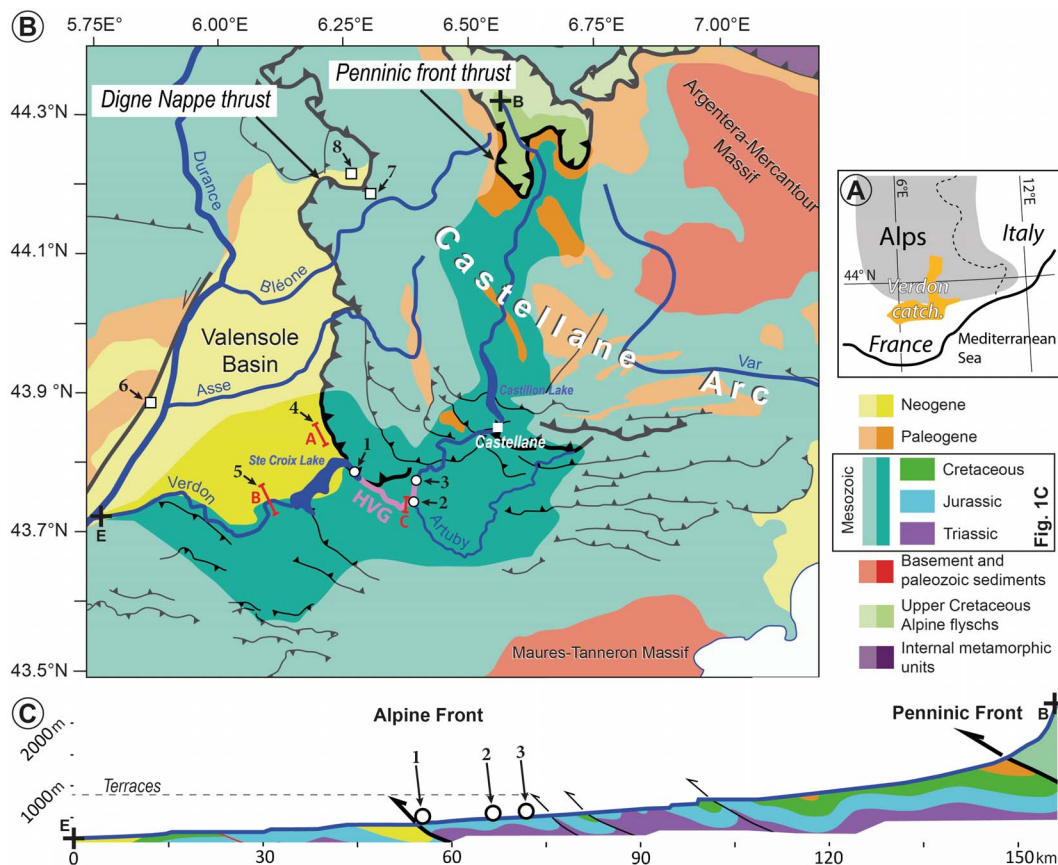 B
5.75E°
6.00°E
6.25°E
6.50°E
6.75°E
7.00°E
44.3°N
44.1°N
43.9°N
43.7°N
43.5°N
Digne Nappe thrust
Penninic front thrust
B
Argentera-Mercantour
Massif
8
7
Durance
Bléone
Valensole
Basin
Asse
6
Castellane
Arc
Var
Castillon Lake
Castellane
4
A
1
Ste Croix Lake
5
B
3
HVG
C
2
Verdon
Artuby
E
Maures-Tanneron Massif
A
6°E
12°E
Alps
Italy
44° N
Verdon
catch.
France
Mediterranean
Sea
Neogene
Paleogene
Mesozoic
Cretaceous
Jurassic
Triassic
Fig. 1C
Basement and
paleozoic sediments
Upper Cretaceous
Alpine flyschs
Internal metamorphic
units
C
2000m
1000m
Alpine Front
Penninic Front
B
1
2
3
Terraces
E
0
30
60
90
120
150km